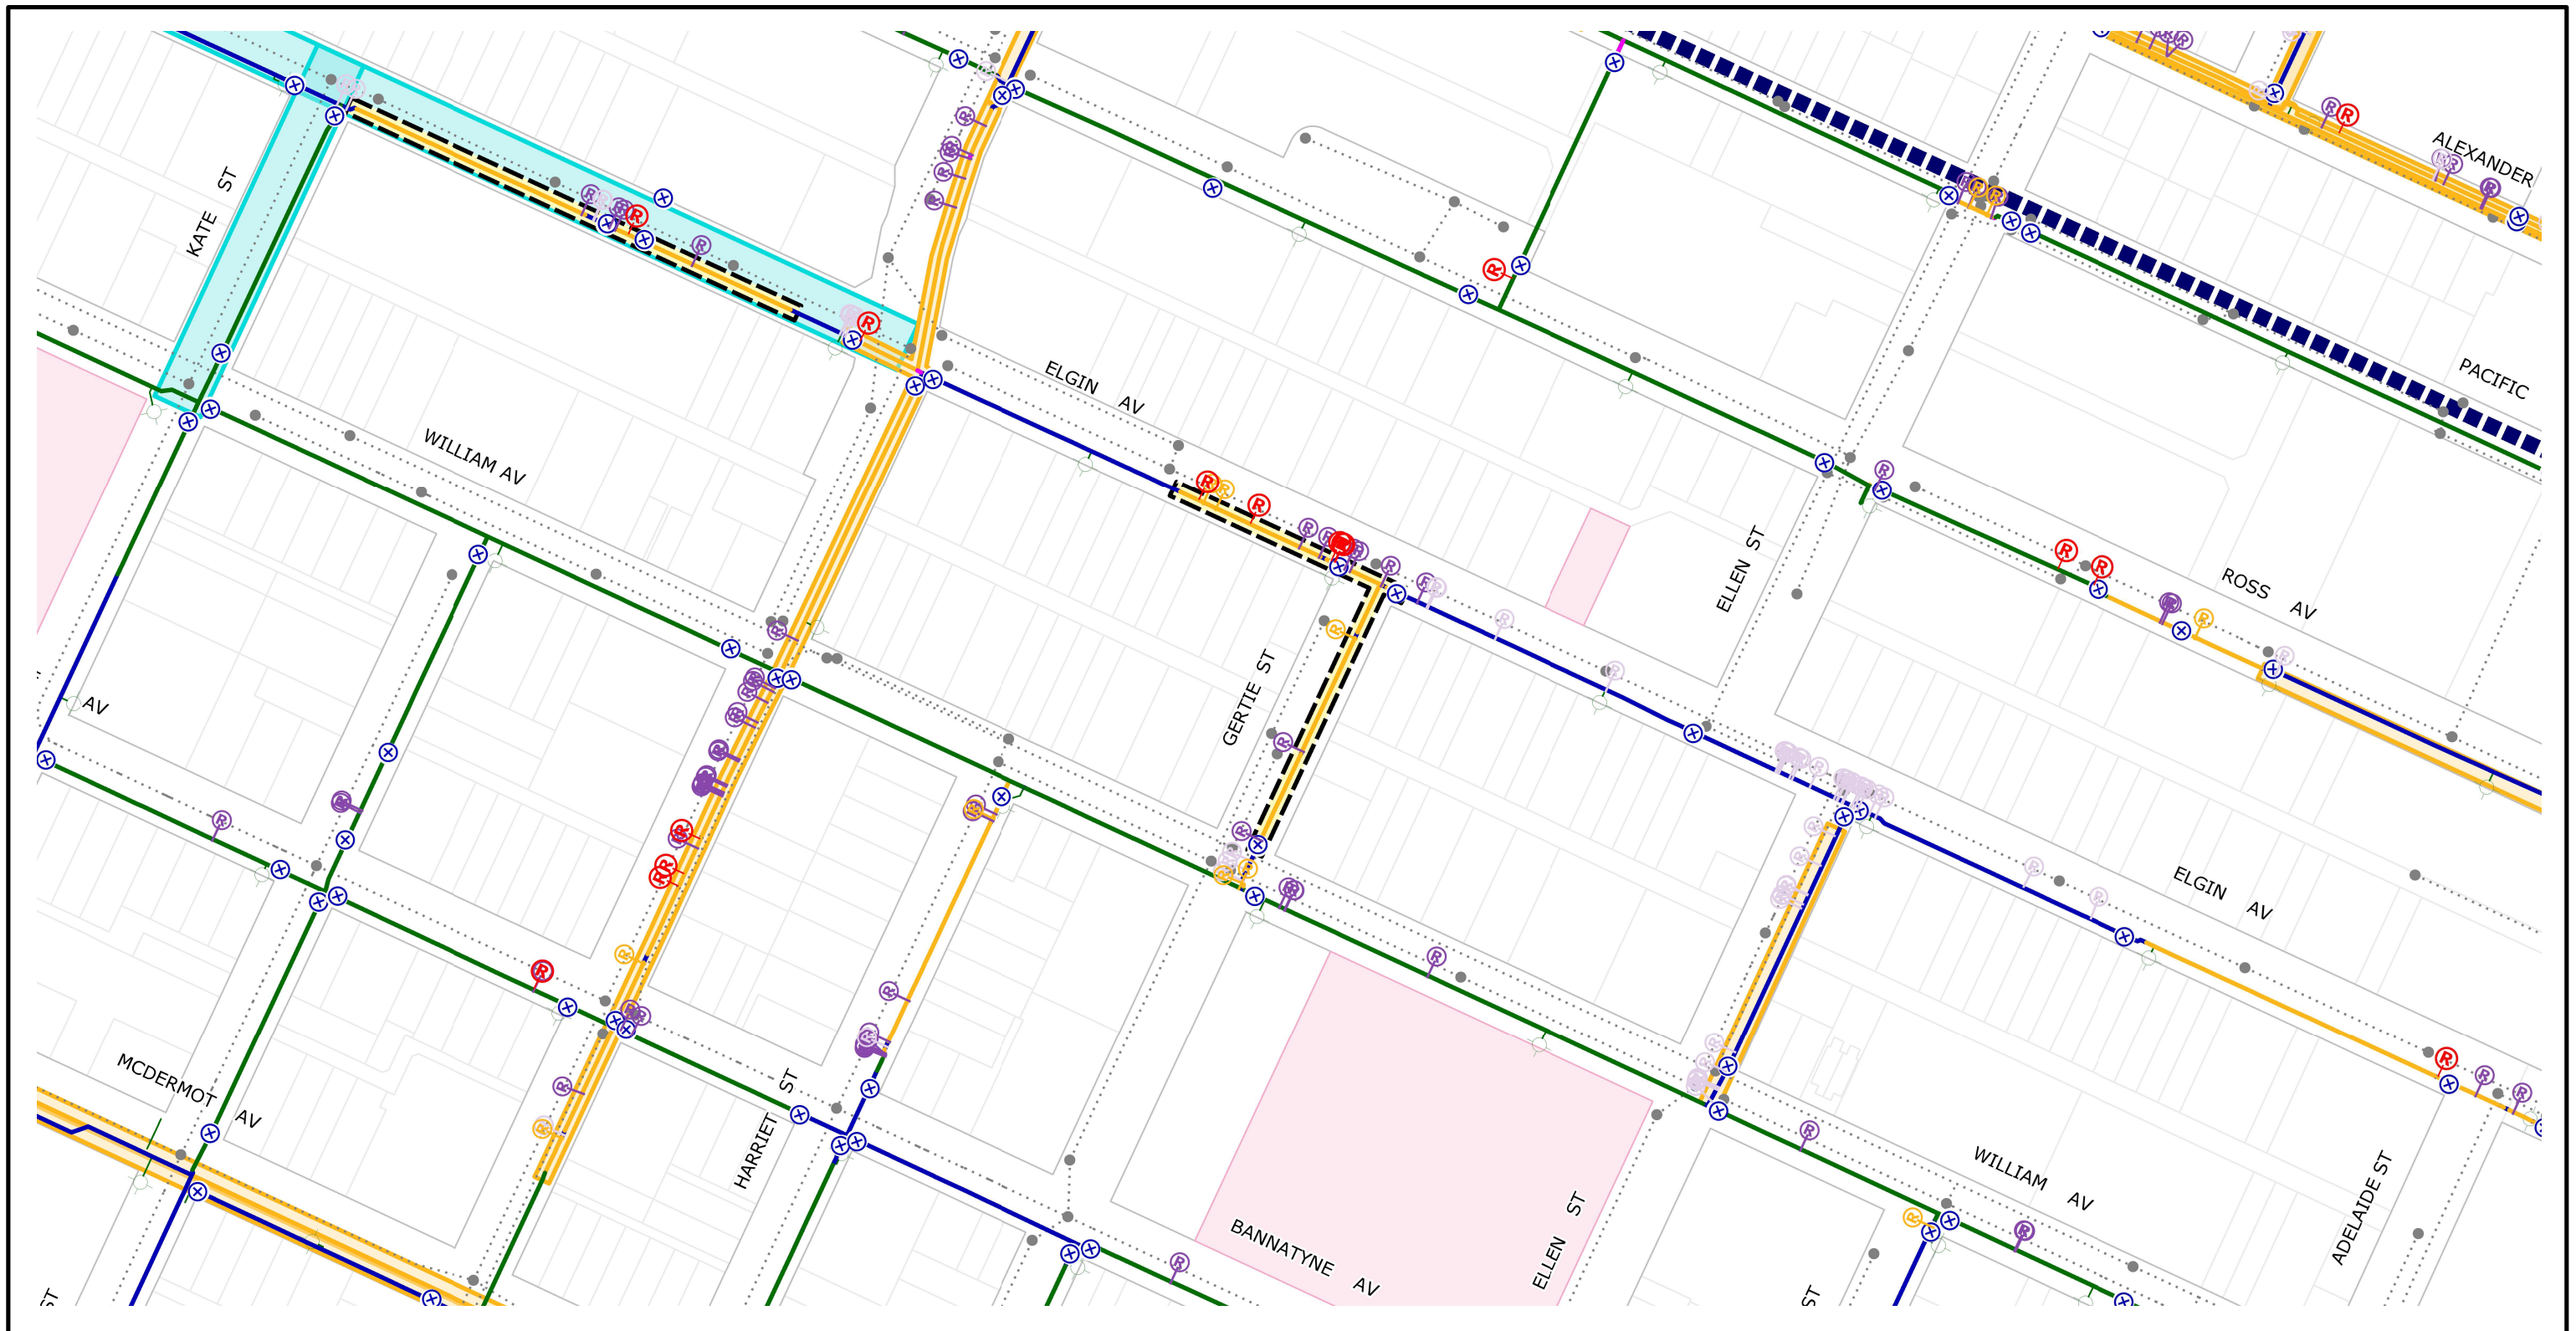 ALEXANDER
KATE ST
PACIFIC
ELGIN AV
WILLIAM AV
ELLEN ST
ROSS AV
GERTIE ST
AV
ELGIN AV
MCDERMOT AV
HARRIET ST
WILLIAM AV
ADELAIDE ST
BANNATYNE AV
ELLEN ST
ST
ST